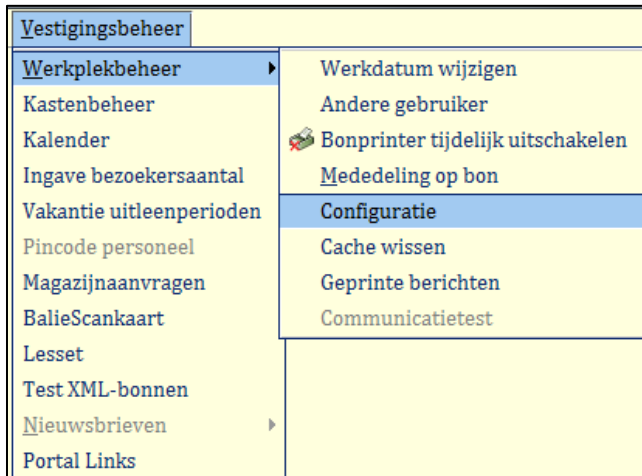 Vestigingsbeheer
Werkplekbeheer
Kastenbeheer
Kalender
Ingave bezoekersaantal
Vakantie uitleenperioden
Pincode personeel
Magazijnaanvragen
BalieScankaart
Lesset
Test XML-bonnen
Nieuwsbrieven
Portal Links
Werkdatum wijzigen
Andere gebruiker
Bonprinter tijdelijk uitschakelen
Mededeling op bon
Configuratie
Cache wissen
Geprinte berichten
Communicatietest